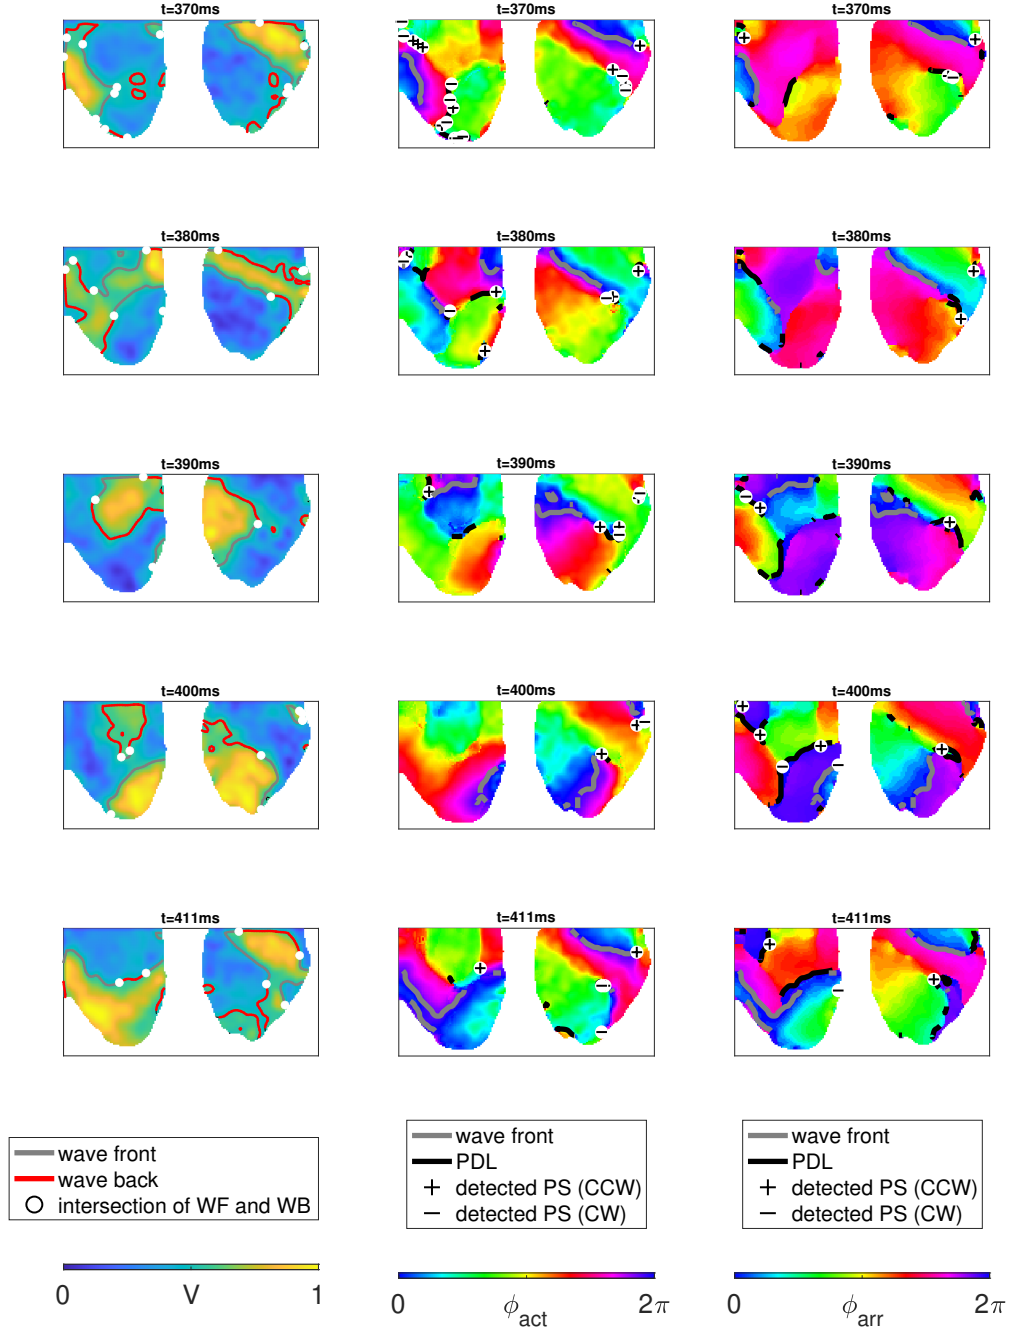 t=370ms t=370ms t=370ms
t=380ms t=380ms t=380ms
t=390ms t=390ms t=390ms
t=400ms t=400ms t=400ms
t=411ms t=411ms t=411ms
wave front
wave back
intersection of WF and WB
wave front
PDL
+ detected PS (CCW)
− detected PS (CW)
wave front
PDL
+ detected PS (CCW)
− detected PS (CW)
0 V 1
0 ϕact 2π
0 ϕarr 2π